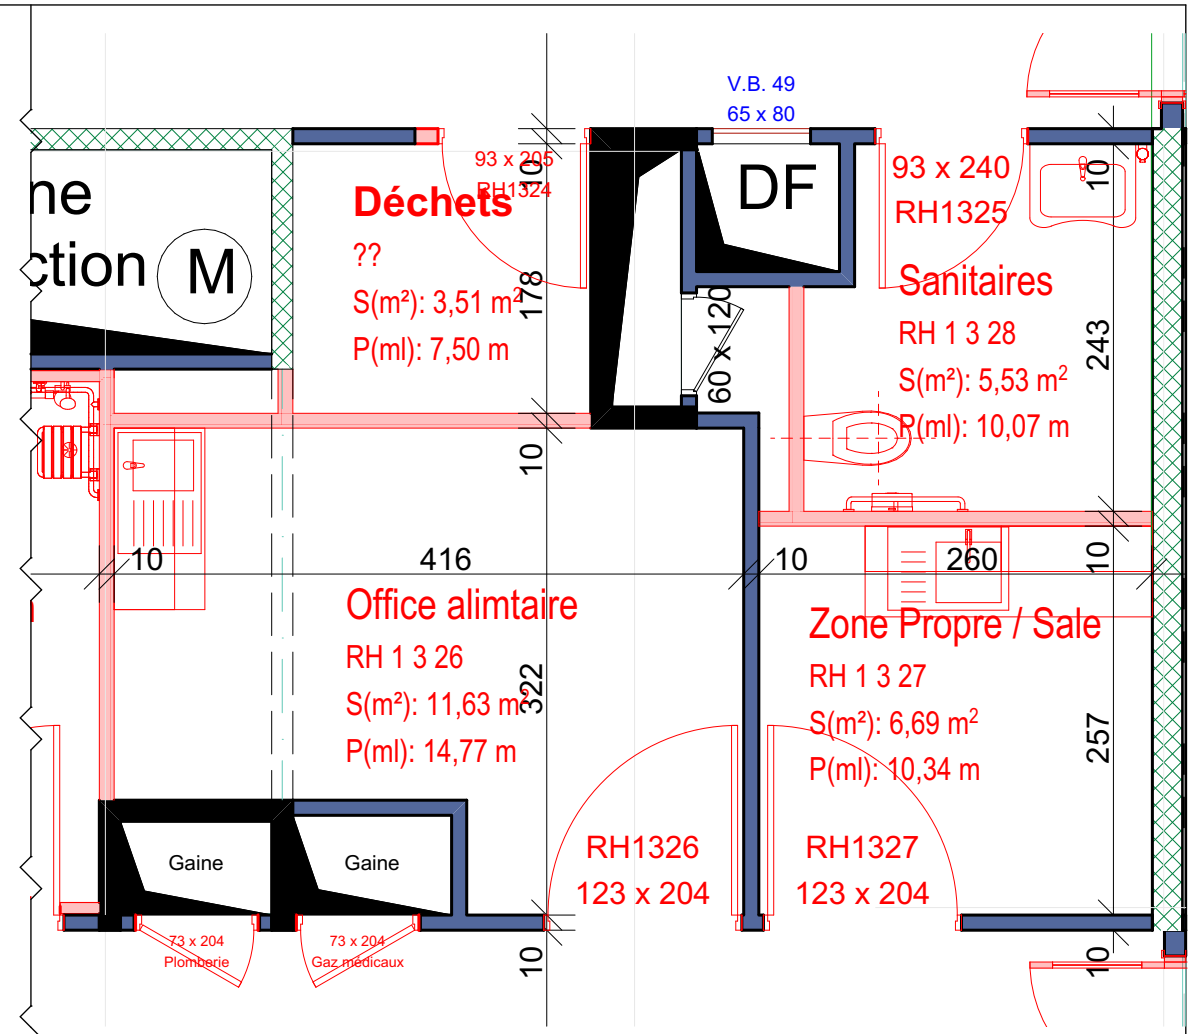 V.B. 49
65 x 80
ne
ction
M
93 x 205
RH1324
Déchets
??
S(m²): 3,51 m²
P(ml): 7,50 m
10
178
DF
60 x 120
93 x 240
RH1325
10
Sanitaires
RH 1 3 28
S(m²): 5,53 m²
P(ml): 10,07 m
243
10
10
10
416
10
260
Office alimtaire
RH 1 3 26
S(m²): 11,63 m²
P(ml): 14,77 m
322
Zone Propre / Sale
RH 1 3 27
S(m²): 6,69 m²
P(ml): 10,34 m
257
Gaine
Gaine
RH1326
123 x 204
RH1327
123 x 204
73 x 204
Plomberie
73 x 204
Gaz médicaux
10
10